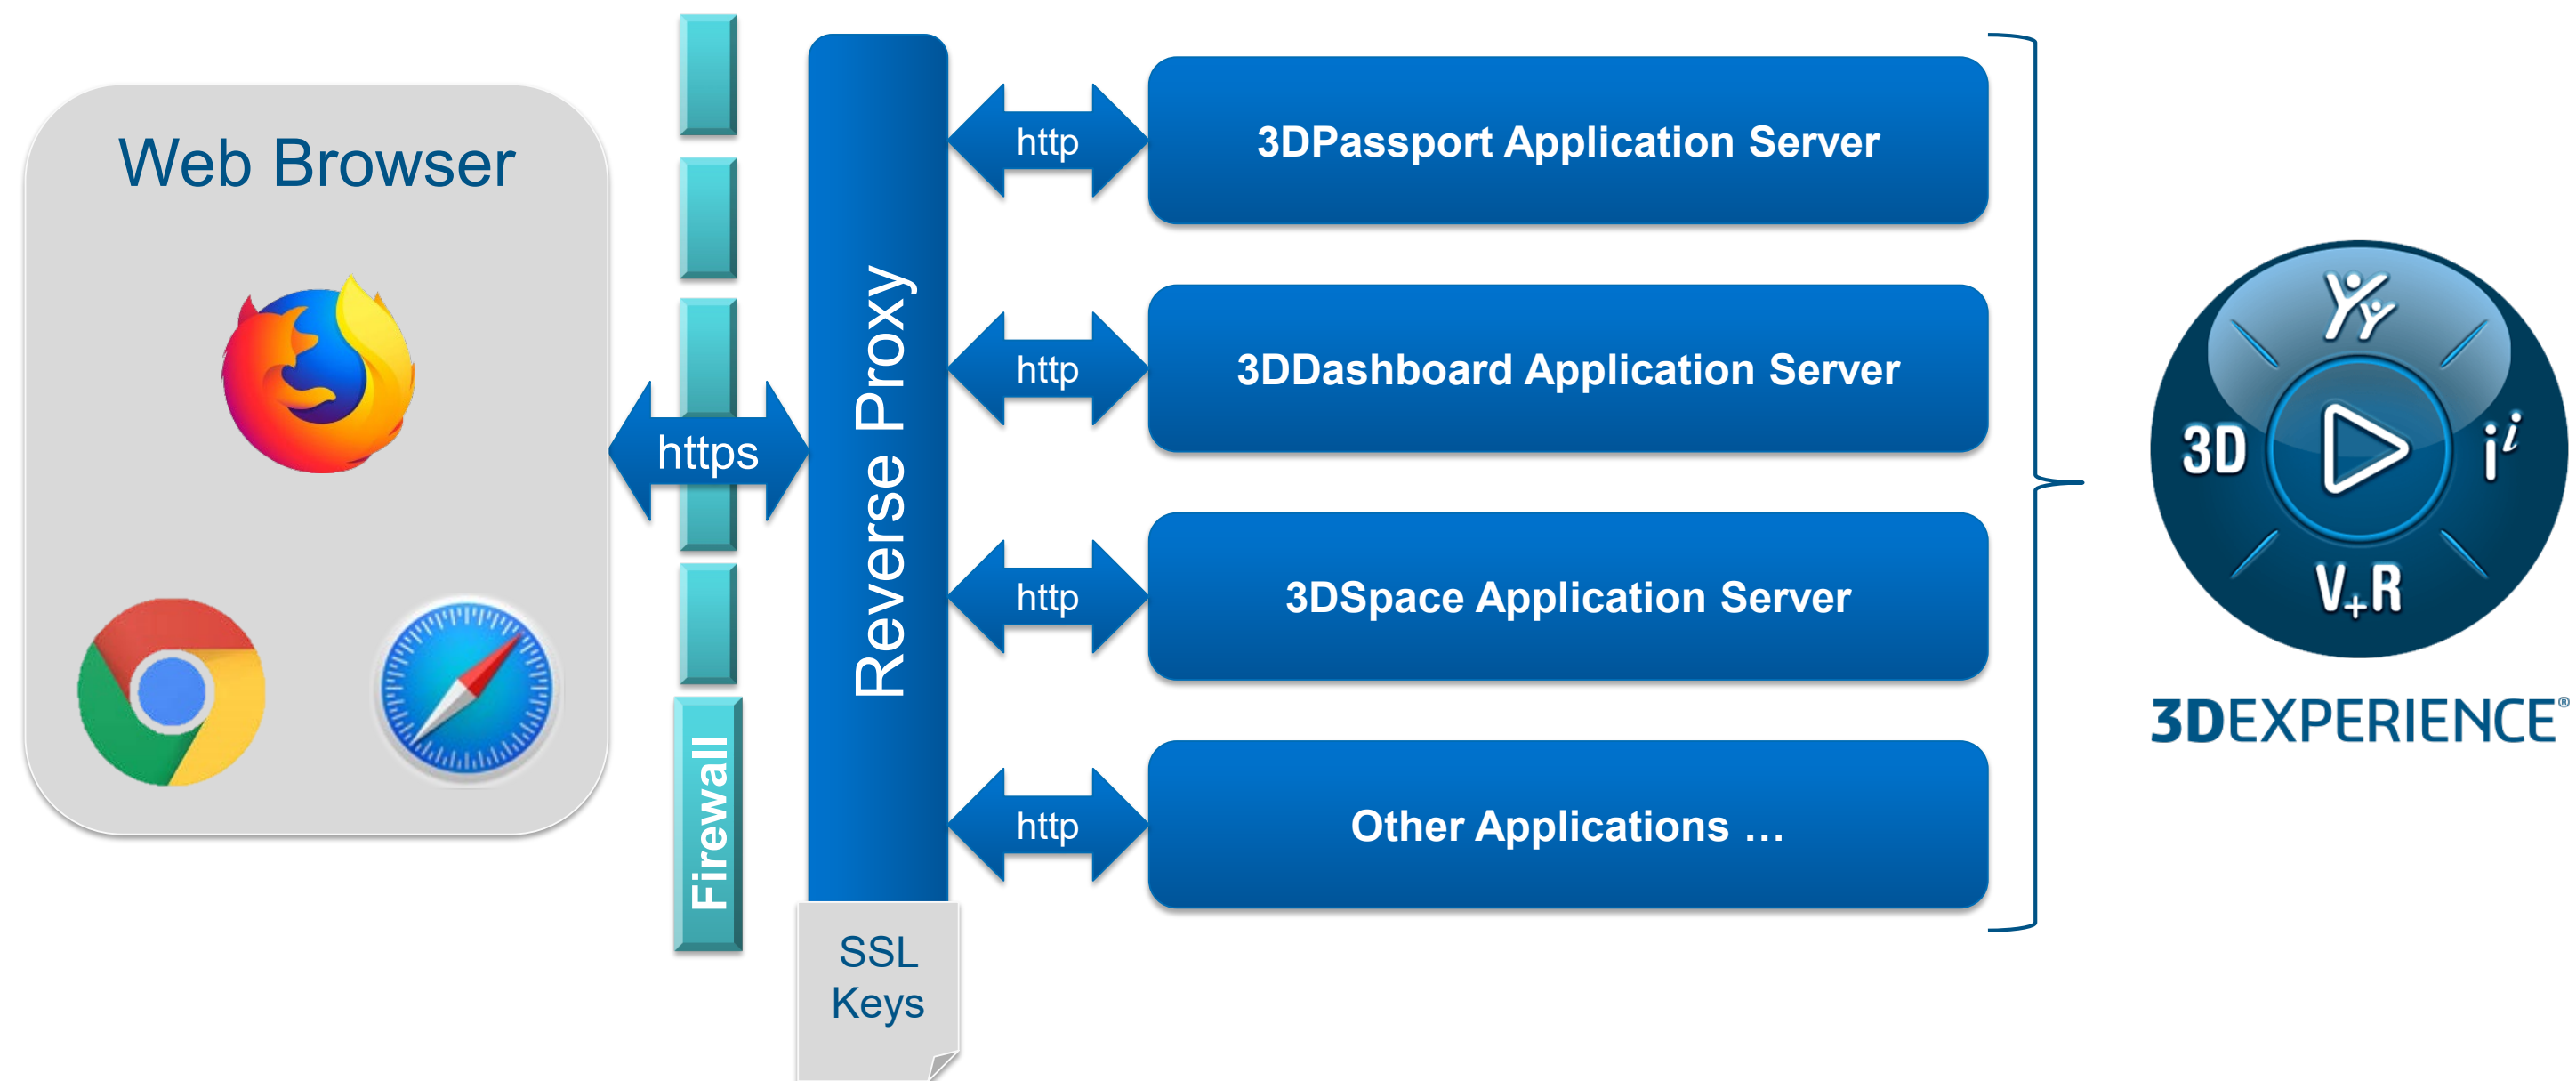 Web Browser
https
Firewall
Reverse Proxy
SSL
Keys
http
3DPassport Application Server
http
3DDashboard Application Server
http
3DSpace Application Server
http
Other Applications …
3D
i i
V+R
3DEXPERIENCE®